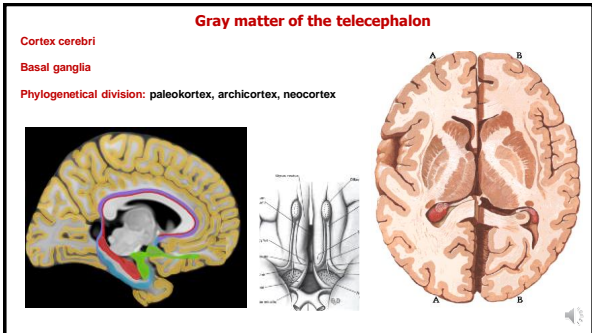 Gray matter of the telecephalon
Cortex cerebri
Basal ganglia
Phylogenetical division: paleokortex, archicortex, neocortex
A
B
A
B